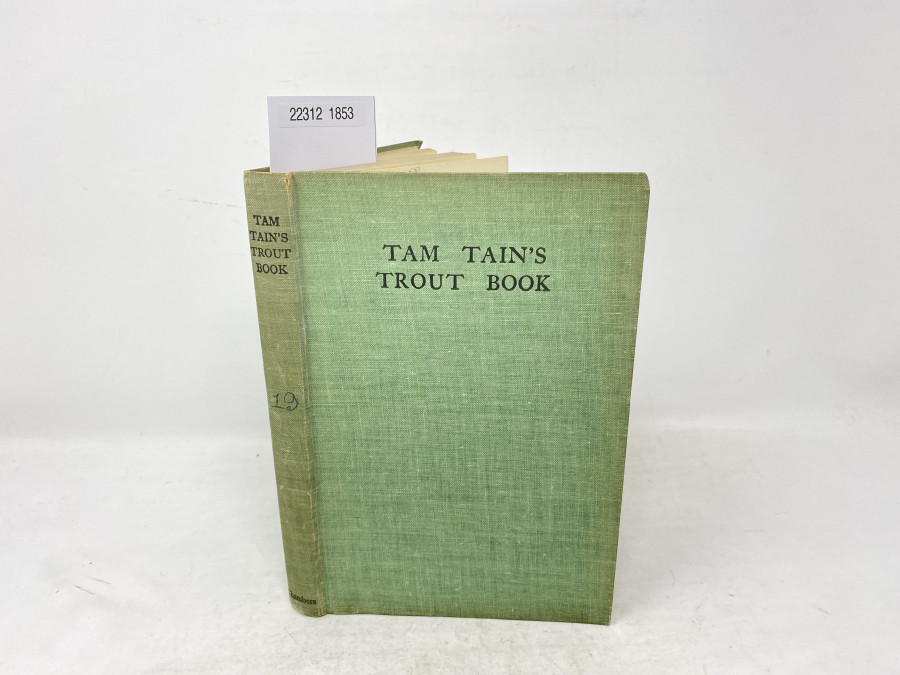 22312 1853
TAM
TAIN'S
TROUT
BOOK
19
Chambers
TAM TAIN'S
TROUT BOOK